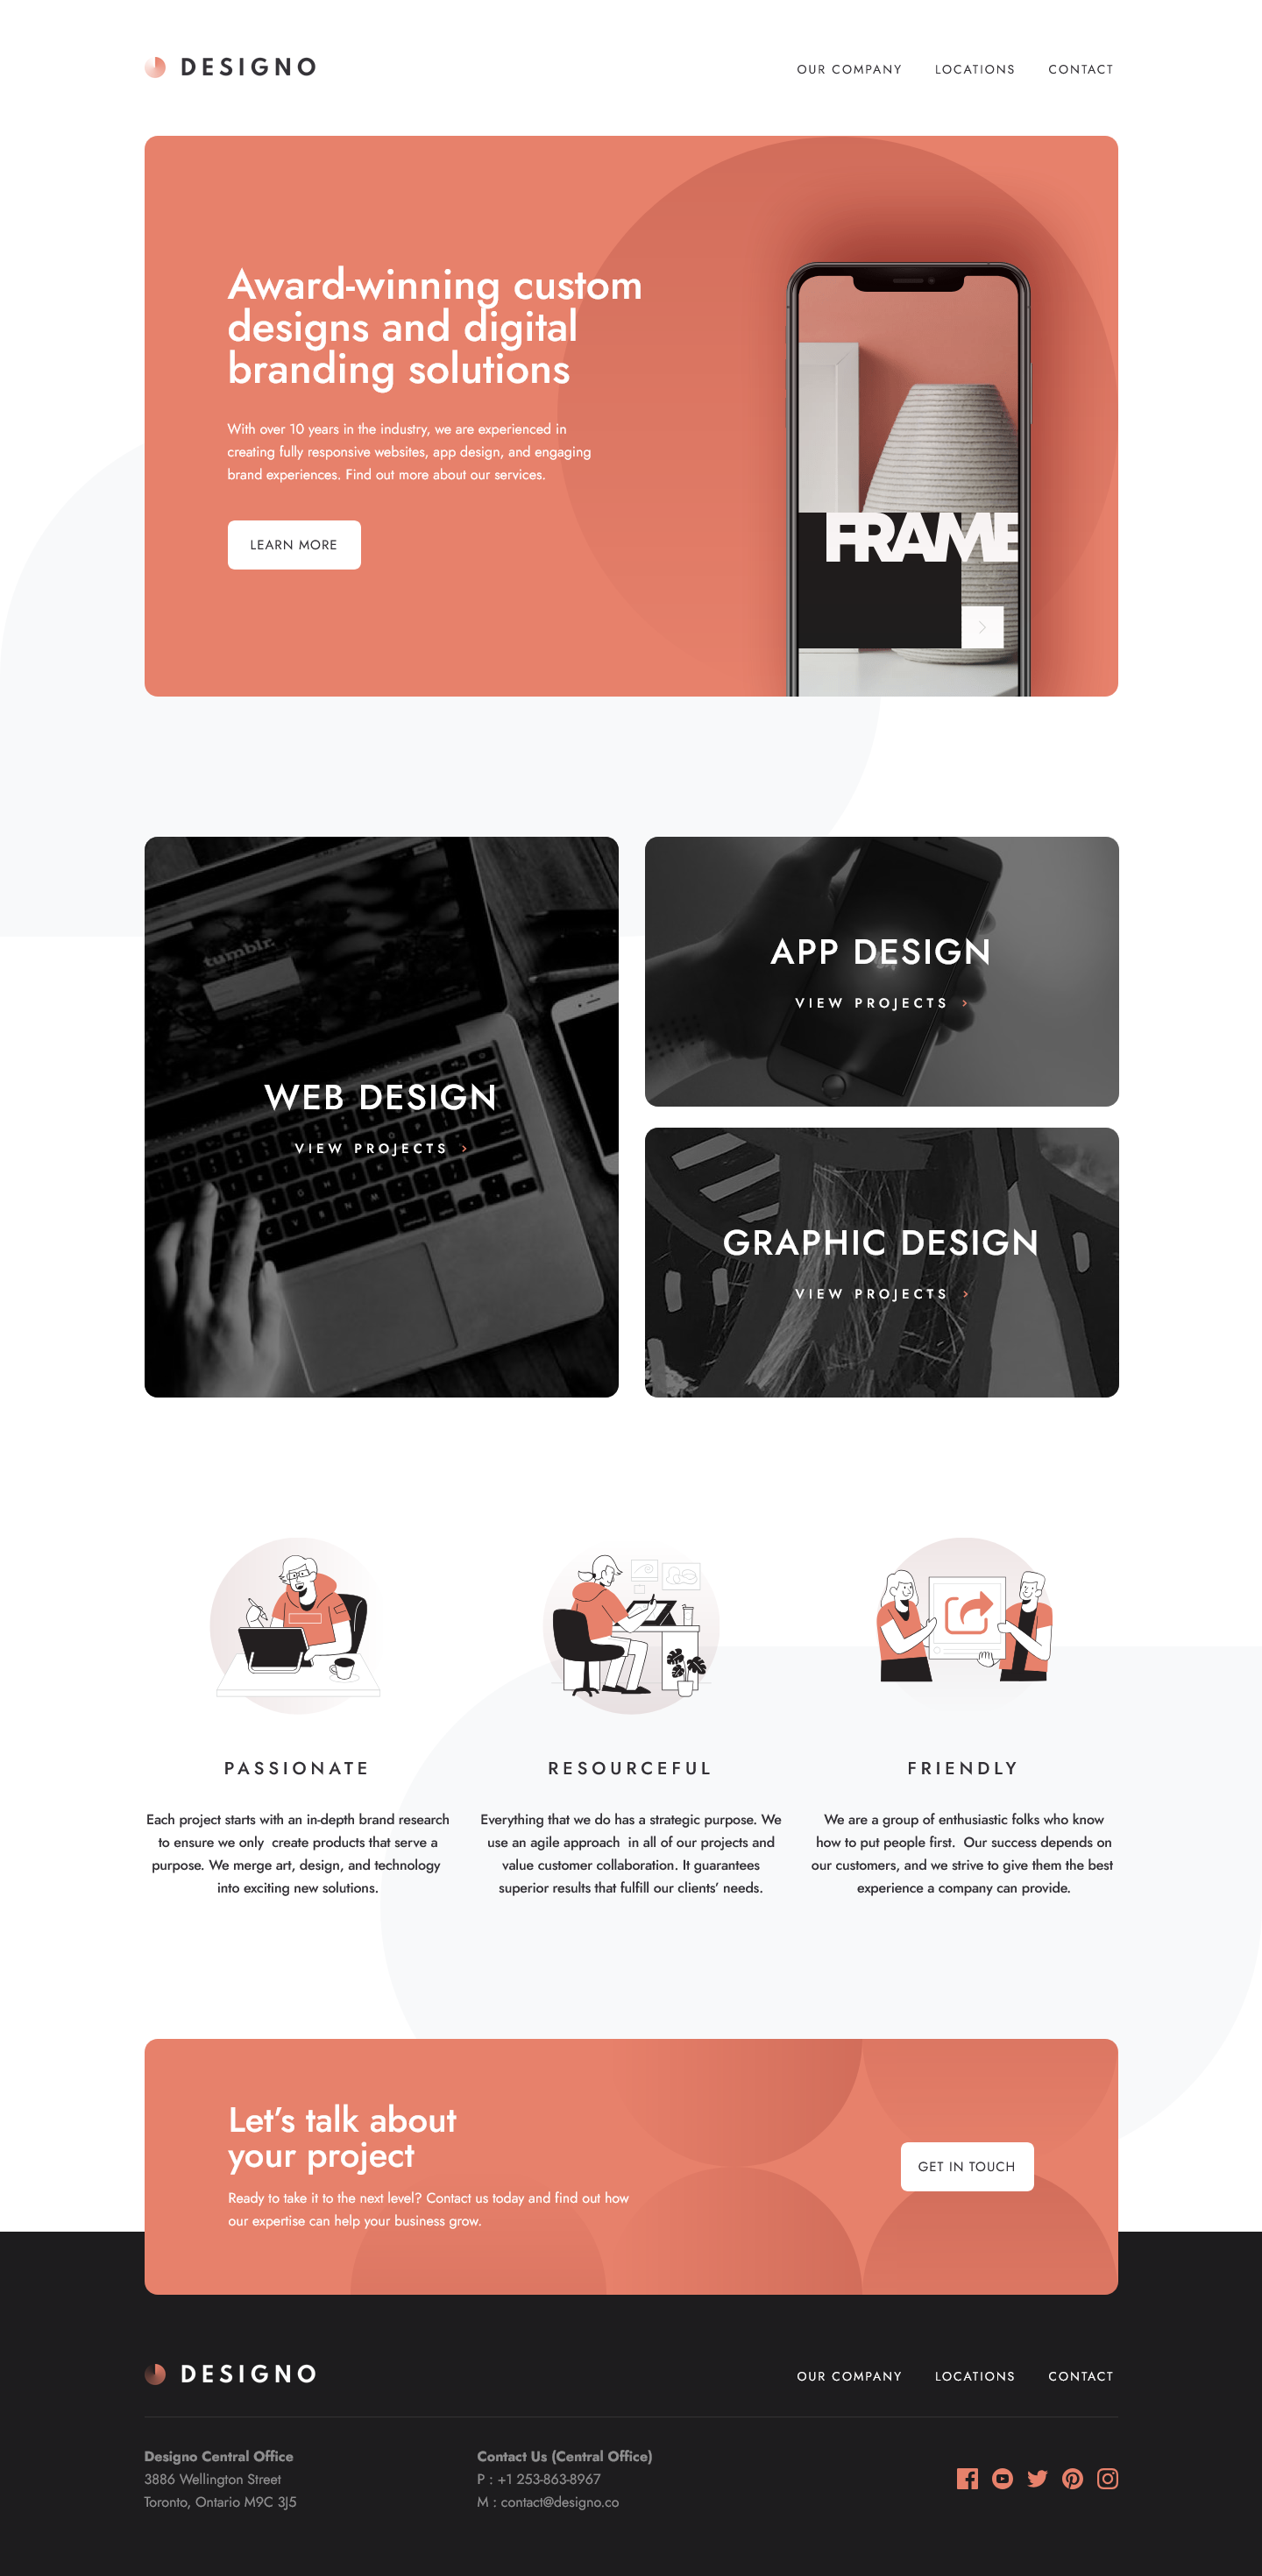 DESIGNO
OUR COMPANY LOCATIONS CONTACT
Award-winning custom
designs and digital
branding solutions
With over 10 years in the industry, we are experienced in
creating fully responsive websites, app design, and engaging
brand experiences. Find out more about our services.
LEARN MORE
FRAME
tumblr.
WEB DESIGN
VIEW PROJECTS
APP DESIGN
VIEW PROJECTS
GRAPHIC DESIGN
VIEW PROJECTS
PASSIONATE
Each project starts with an in-depth brand research
to ensure we only create products that serve a
purpose. We merge art, design, and technology
into exciting new solutions.
RESOURCEFUL
Everything that we do has a strategic purpose. We
use an agile approach in all of our projects and
value customer collaboration. It guarantees
superior results that fulfill our clients’ needs.
FRIENDLY
We are a group of enthusiastic folks who know
how to put people first. Our success depends on
our customers, and we strive to give them the best
experience a company can provide.
Let’s talk about
your project
Ready to take it to the next level? Contact us today and find out how
our expertise can help your business grow.
GET IN TOUCH
DESIGNO
OUR COMPANY LOCATIONS CONTACT
Designo Central Office
3886 Wellington Street
Toronto, Ontario M9C 3J5
Contact Us (Central Office)
P : +1 253-863-8967
M : contact@designo.co